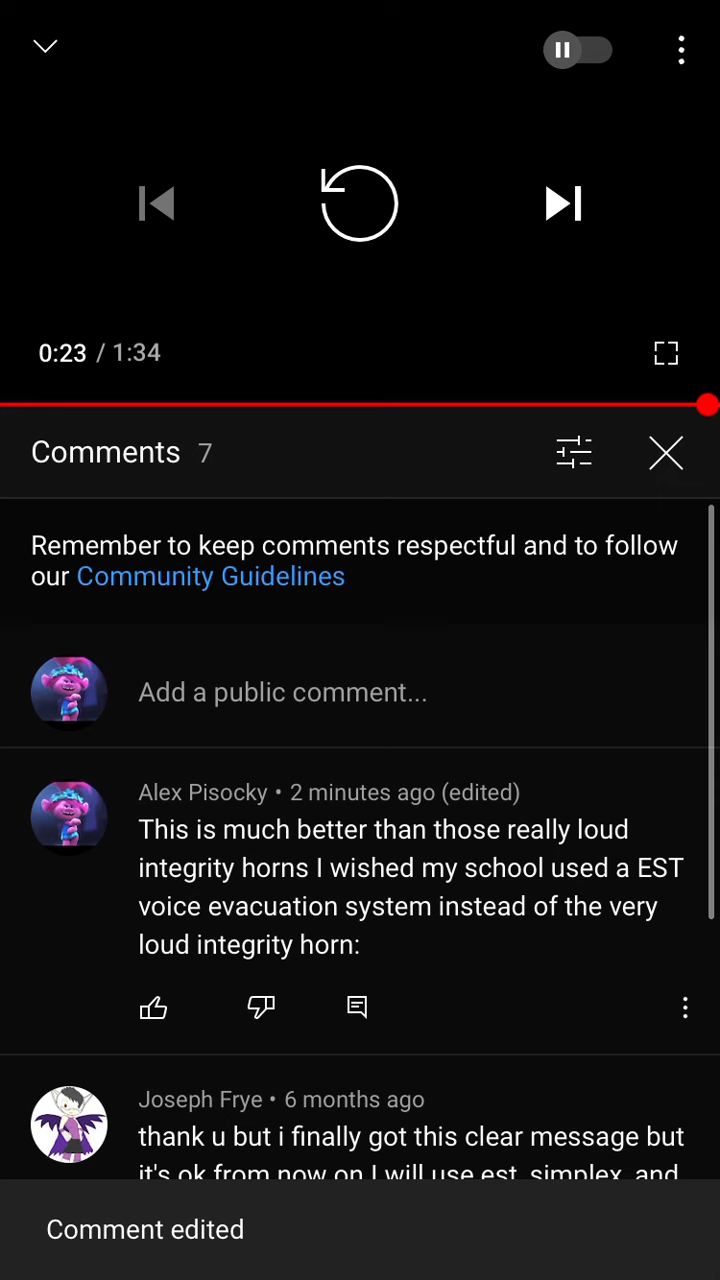 0:23 / 1:34
Comments 7
Remember to keep comments respectful and to follow
our Community Guidelines
Add a public comment...
Alex Pisocky • 2 minutes ago (edited)
This is much better than those really loud
integrity horns I wished my school used a EST
voice evacuation system instead of the very
loud integrity horn:
Joseph Frye • 6 months ago
thank u but i finally got this clear message but
it's ok from now on I will use est, simplex, and
Comment edited